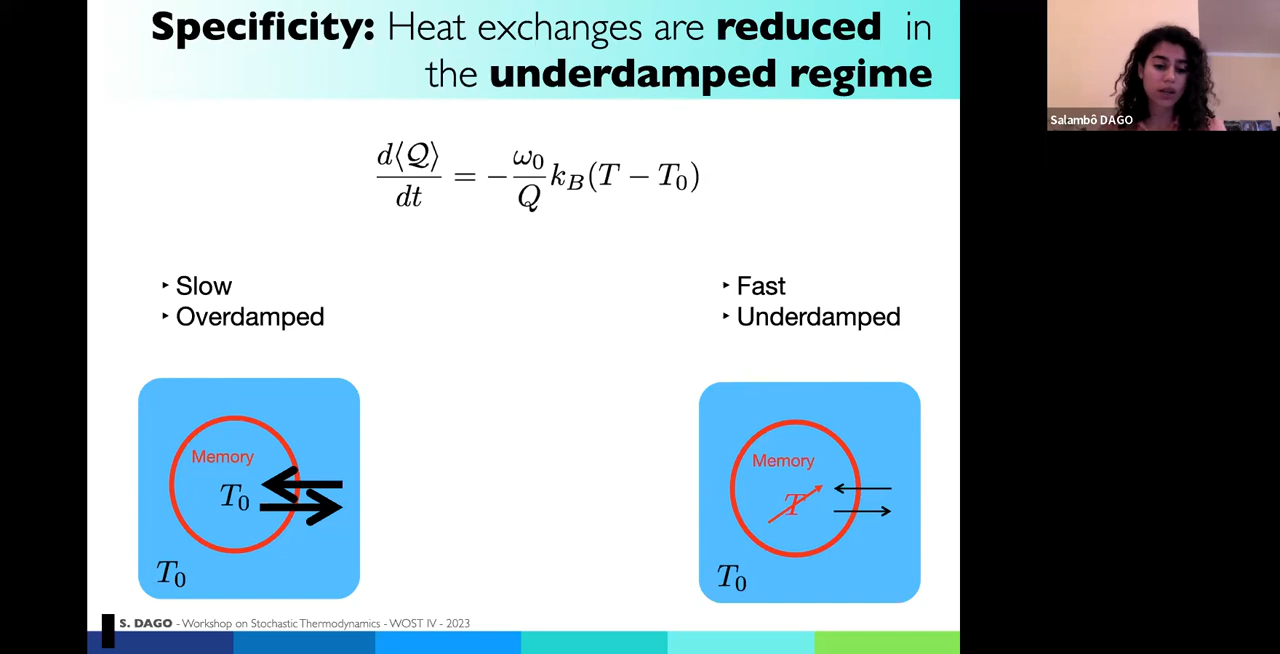 Specificity: Heat exchanges are reduced in
the underdamped regime
Salambô DAGO
d⟨𝒬⟩/dt = −ω₀/Q k_B(T − T₀)
‣ Slow
‣ Overdamped
‣ Fast
‣ Underdamped
Memory
T₀
T₀
Memory
T
T₀
S. DAGO - Workshop on Stochastic Thermodynamics - WOST IV - 2023